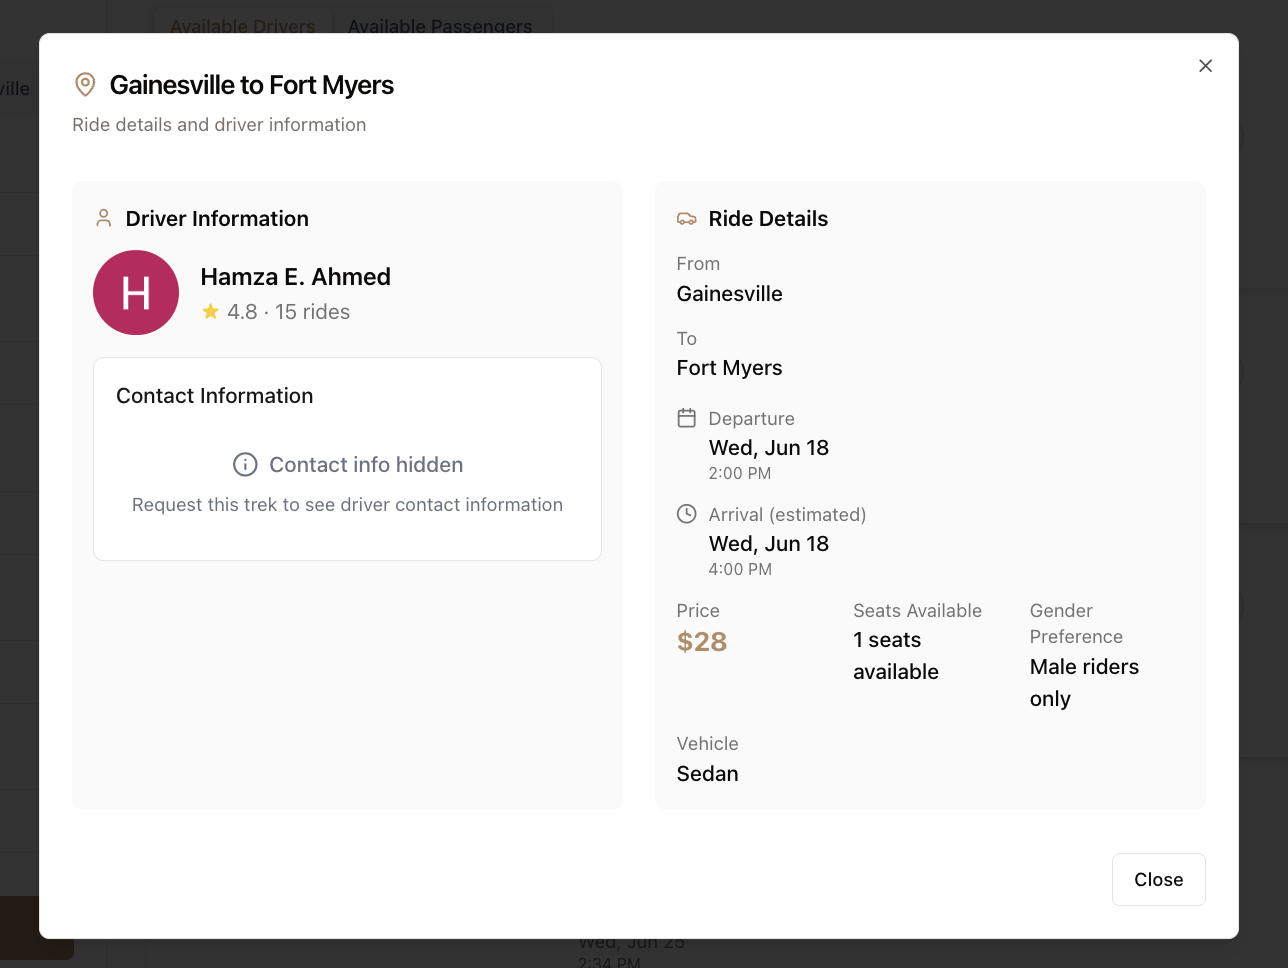 Available Drivers
Available Passengers
ville
Gainesville to Fort Myers
Ride details and driver information
Driver Information
H
Hamza E. Ahmed
4.8 · 15 rides
Contact Information
Contact info hidden
Request this trek to see driver contact information
Ride Details
From
Gainesville
To
Fort Myers
Departure
Wed, Jun 18
2:00 PM
Arrival (estimated)
Wed, Jun 18
4:00 PM
Price
$28
Seats Available
1 seats
available
Gender
Preference
Male riders
only
Vehicle
Sedan
Close
Wed, Jun 25
2:34 PM